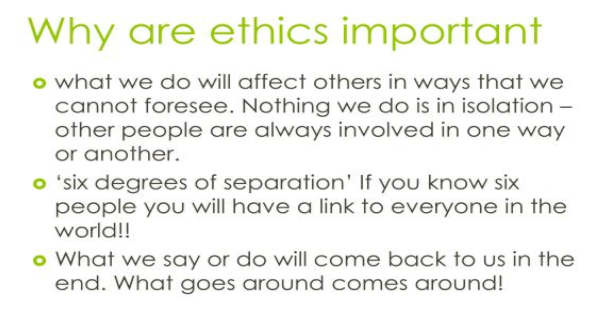 Why are ethics important
what we do will affect others in ways that we
cannot foresee. Nothing we do is in isolation –
other people are always involved in one way
or another.
'six degrees of separation' If you know six
people you will have a link to everyone in the
world!!
What we say or do will come back to us in the
end. What goes around comes around!